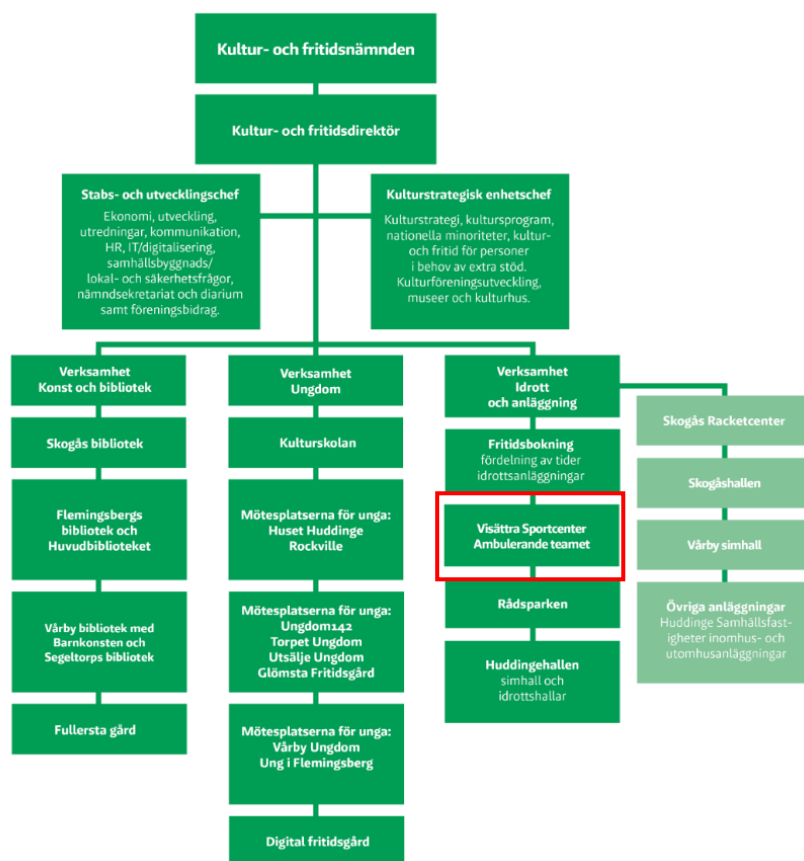 Kultur- och fritidsnämnden
Kultur- och fritidsdirektör
Stabs- och utvecklingschef
Ekonomi, utveckling,
utredningar, kommunikation,
HR, IT/digitalisering,
samhällsbyggnads/
lokal- och säkerhetsfrågor,
nämndsekretariat och diarium
samt föreningsbidrag.
Kulturstrategisk enhetschef
Kulturstrategi, kultursprogram,
nationella minoriteter, kultur-
och fritid för personer
i behov av extra stöd.
Kulturföreningsutveckling,
museer och kulturhus.
Verksamhet
Konst och bibliotek
Skogås bibliotek
Flemingsbergs
bibliotek och
Huvudbiblioteket
Vårby bibliotek med
Barnkonsten och
Segeltorps bibliotek
Fullersta gård
Verksamhet
Ungdom
Kulturskolan
Mötesplatserna för unga:
Huset Huddinge
Rockville
Mötesplatserna för unga:
Ungdom142
Torpet Ungdom
Utsälje Ungdom
Glömsta Fritidsgård
Mötesplatserna för unga:
Vårby Ungdom
Ung i Flemingsberg
Digital fritidsgård
Verksamhet
Idrott
och anläggning
Fritidsbokning
fördelning av tider
idrottsanläggningar
Visättra Sportcenter
Ambulerande teamet
Rådsparken
Huddingehallen
simhall och
idrottshallar
Skogås Racketcenter
Skogåshallen
Vårby simhall
Övriga anläggningar
Huddinge Samhällsfast-
igheter inomhus- och
utomhusanläggningar